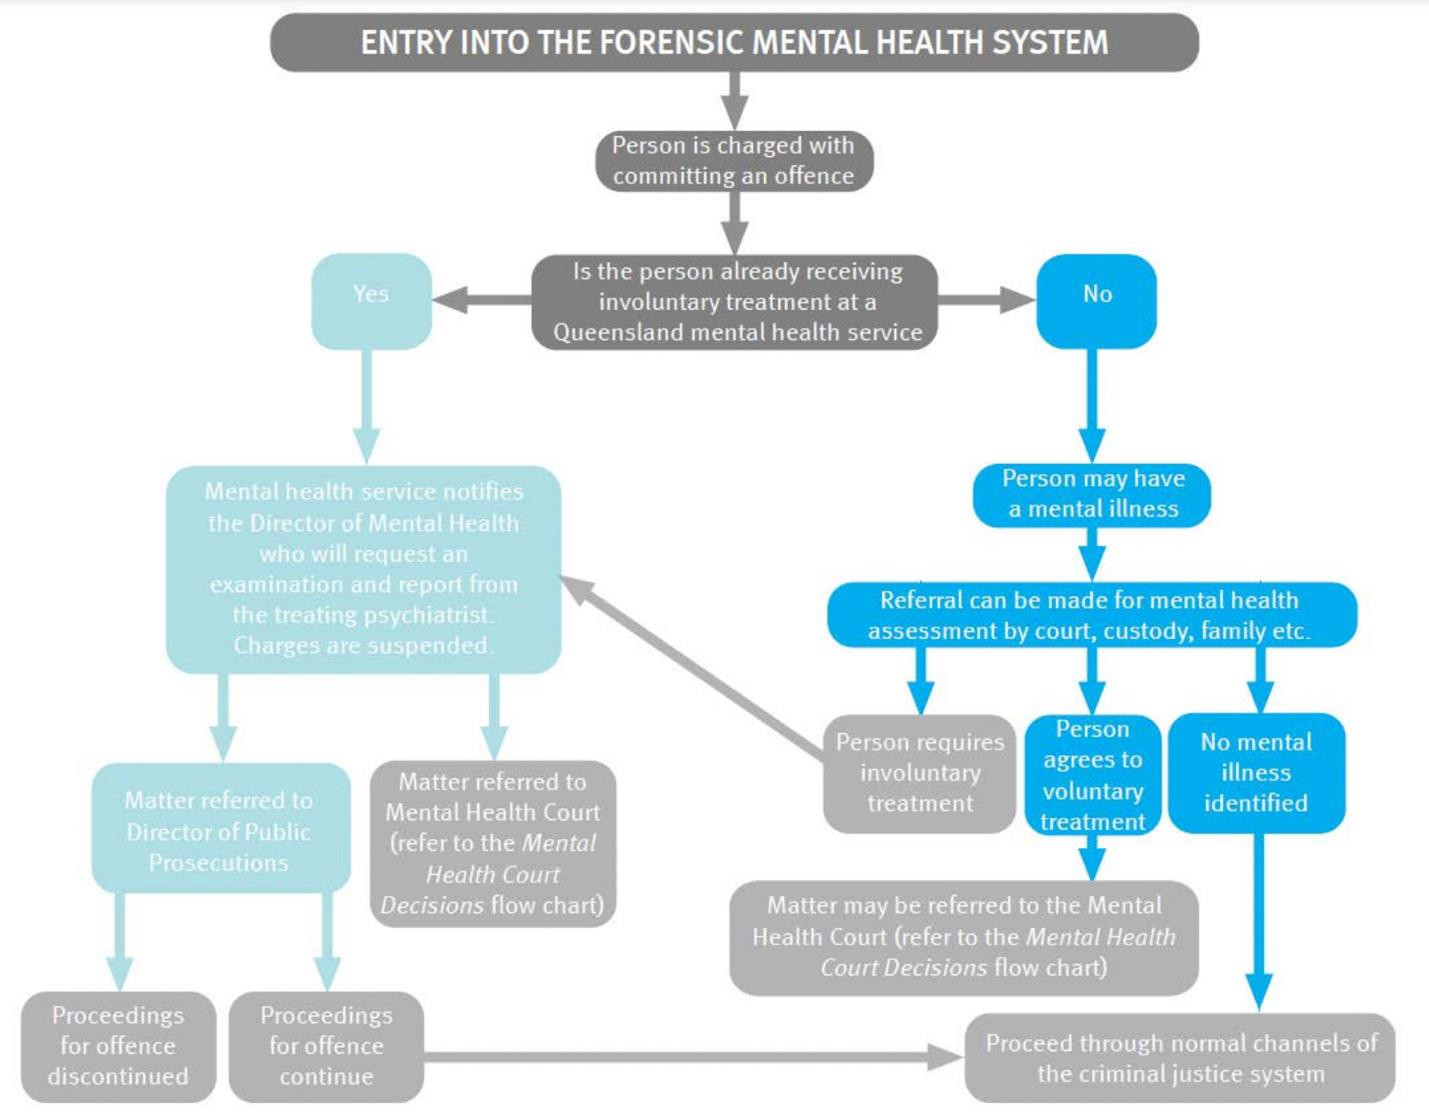 ENTRY INTO THE FORENSIC MENTAL HEALTH SYSTEM
Person is charged with
committing an offence
Is the person already receiving
involuntary treatment at a
Queensland mental health service
Yes
No
Mental health service notifies
the Director of Mental Health
who will request an
examination and report from
the treating psychiatrist.
Charges are suspended.
Person may have
a mental illness
Referral can be made for mental health
assessment by court, custody, family etc.
Person requires
involuntary
treatment
Person
agrees to
voluntary
treatment
No mental
illness
identified
Matter referred to
Director of Public
Prosecutions
Matter referred to
Mental Health Court
(refer to the Mental
Health Court
Decisions flow chart)
Matter may be referred to the Mental
Health Court (refer to the Mental Health
Court Decisions flow chart)
Proceedings
for offence
discontinued
Proceedings
for offence
continue
Proceed through normal channels of
the criminal justice system